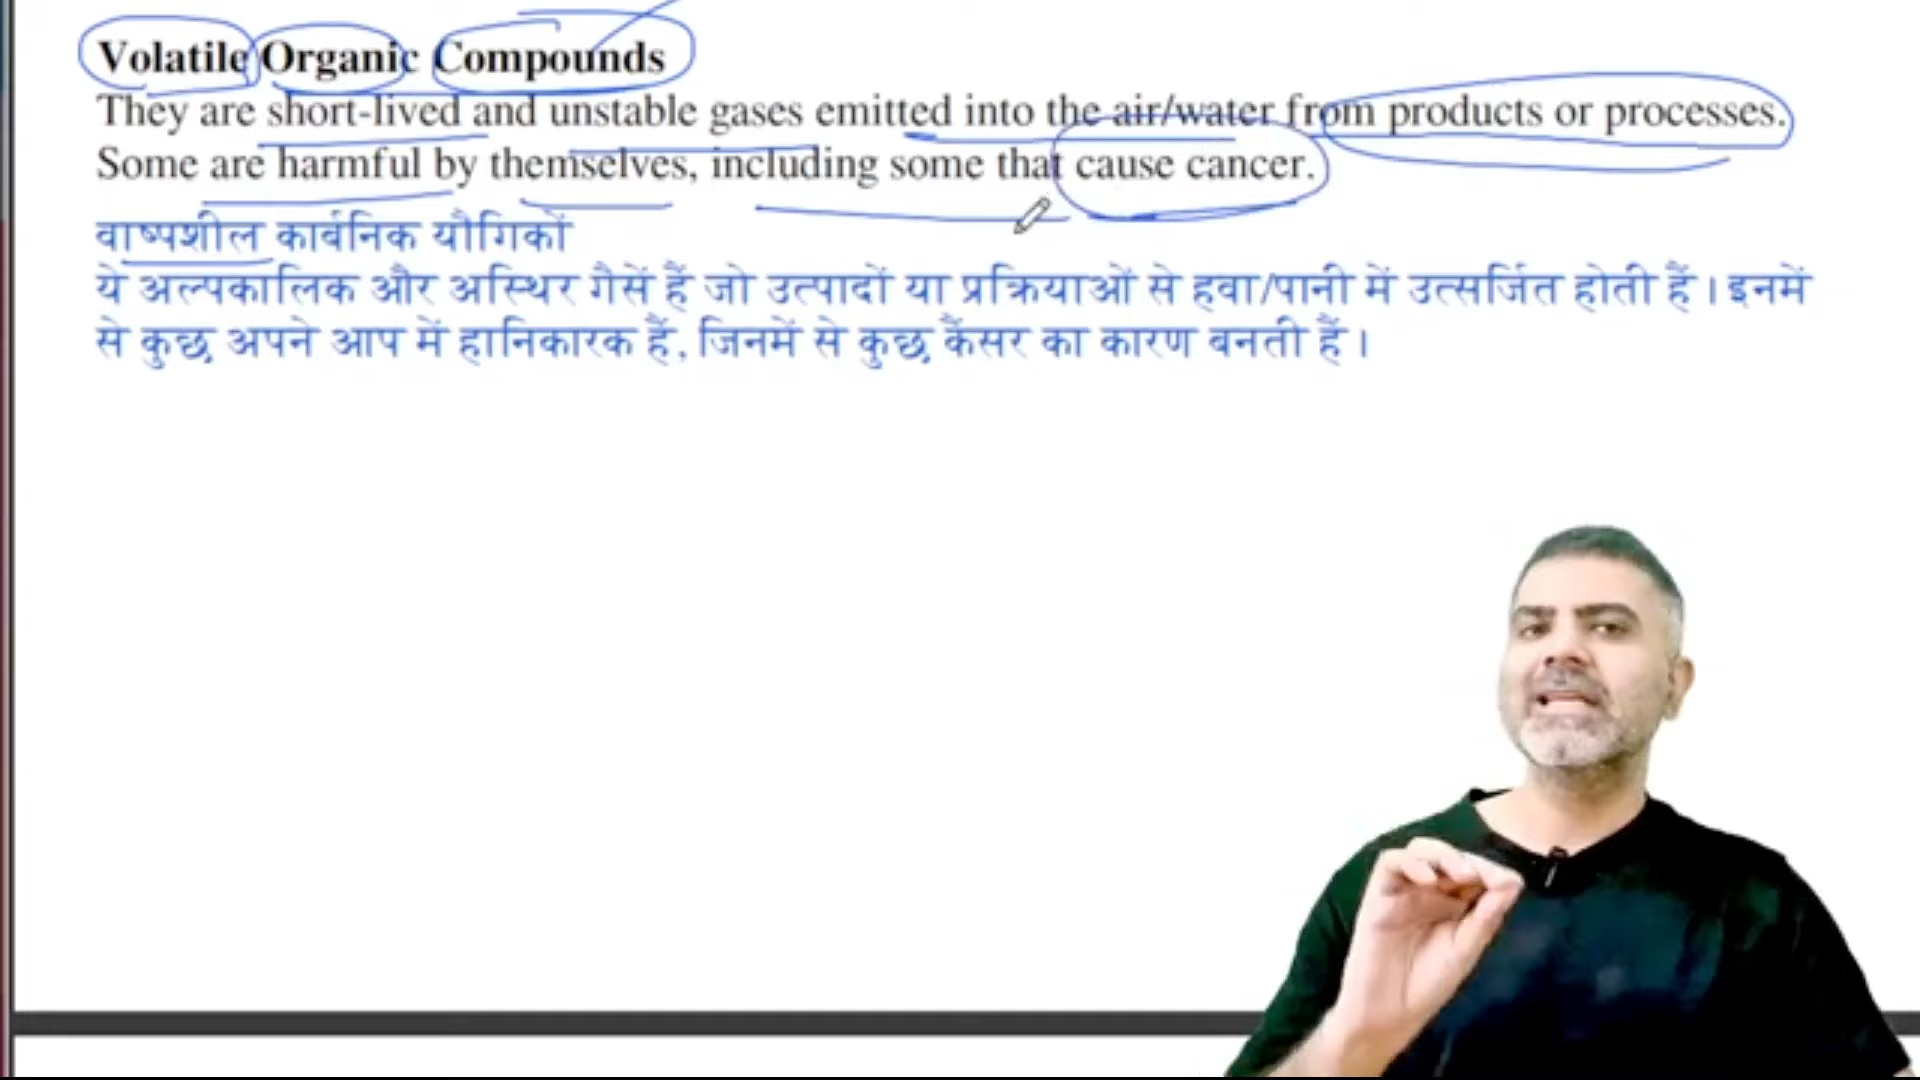 Volatile Organic Compounds
They are short-lived and unstable gases emitted into the air/water from products or processes.
Some are harmful by themselves, including some that cause cancer.
वाष्पशील कार्बनिक यौगिकों
ये अल्पकालिक और अस्थिर गैसें हैं जो उत्पादों या प्रक्रियाओं से हवा/पानी में उत्सर्जित होती हैं। इनमें
से कुछ अपने आप में हानिकारक हैं, जिनमें से कुछ कैंसर का कारण बनती हैं।